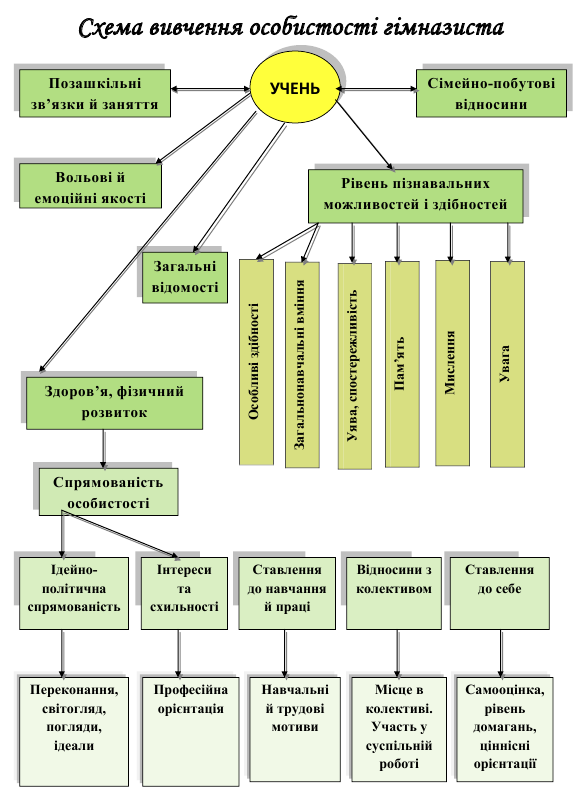 Схема вивчення особистості гімназиста
Позашкільні
зв’язки й заняття
УЧЕНЬ
Сімейно-побутові
відносини
Вольові й
емоційні якості
Рівень пізнавальних
можливостей і здібностей
Загальні
відомості
Особливі здібності
Загальнонавчальні вміння
Уява, спостережливість
Пам’ять
Мислення
Увага
Здоров’я, фізичний
розвиток
Спрямованість
особистості
Ідейно-
політична
спрямованість
Інтереси
та
схильності
Ставлення
до навчання
й праці
Відносини з
колективом
Ставлення
до себе
Переконання,
світогляд,
погляди,
ідеали
Професійна
орієнтація
Навчальні
й трудові
мотиви
Місце в
колективі.
Участь у
суспільній
роботі
Самооцінка,
рівень
домагань,
ціннісні
орієнтації